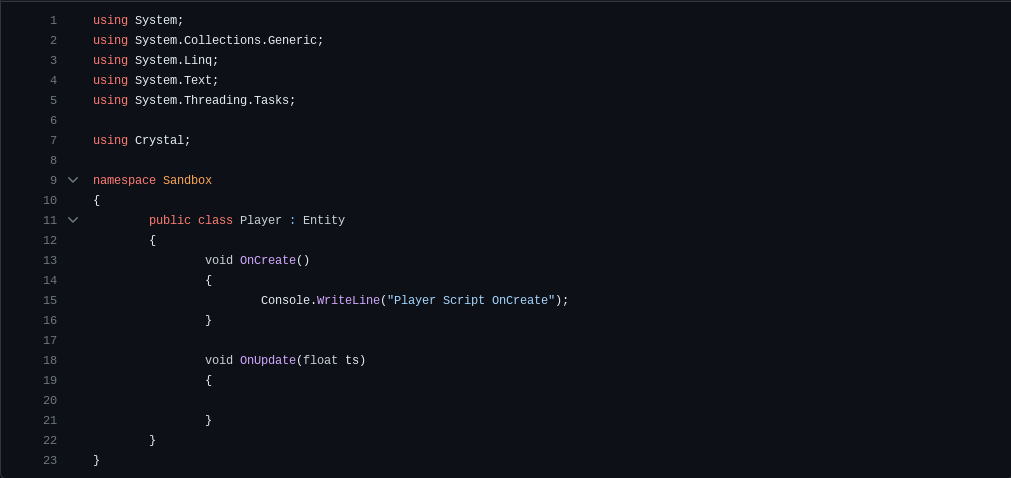 1 using System;
2 using System.Collections.Generic;
3 using System.Linq;
4 using System.Text;
5 using System.Threading.Tasks;
6
7 using Crystal;
8
9 namespace Sandbox
10 {
11 public class Player : Entity
12 {
13 void OnCreate()
14 {
15 Console.WriteLine("Player Script OnCreate");
16 }
17
18 void OnUpdate(float ts)
19 {
20
21 }
22 }
23 }